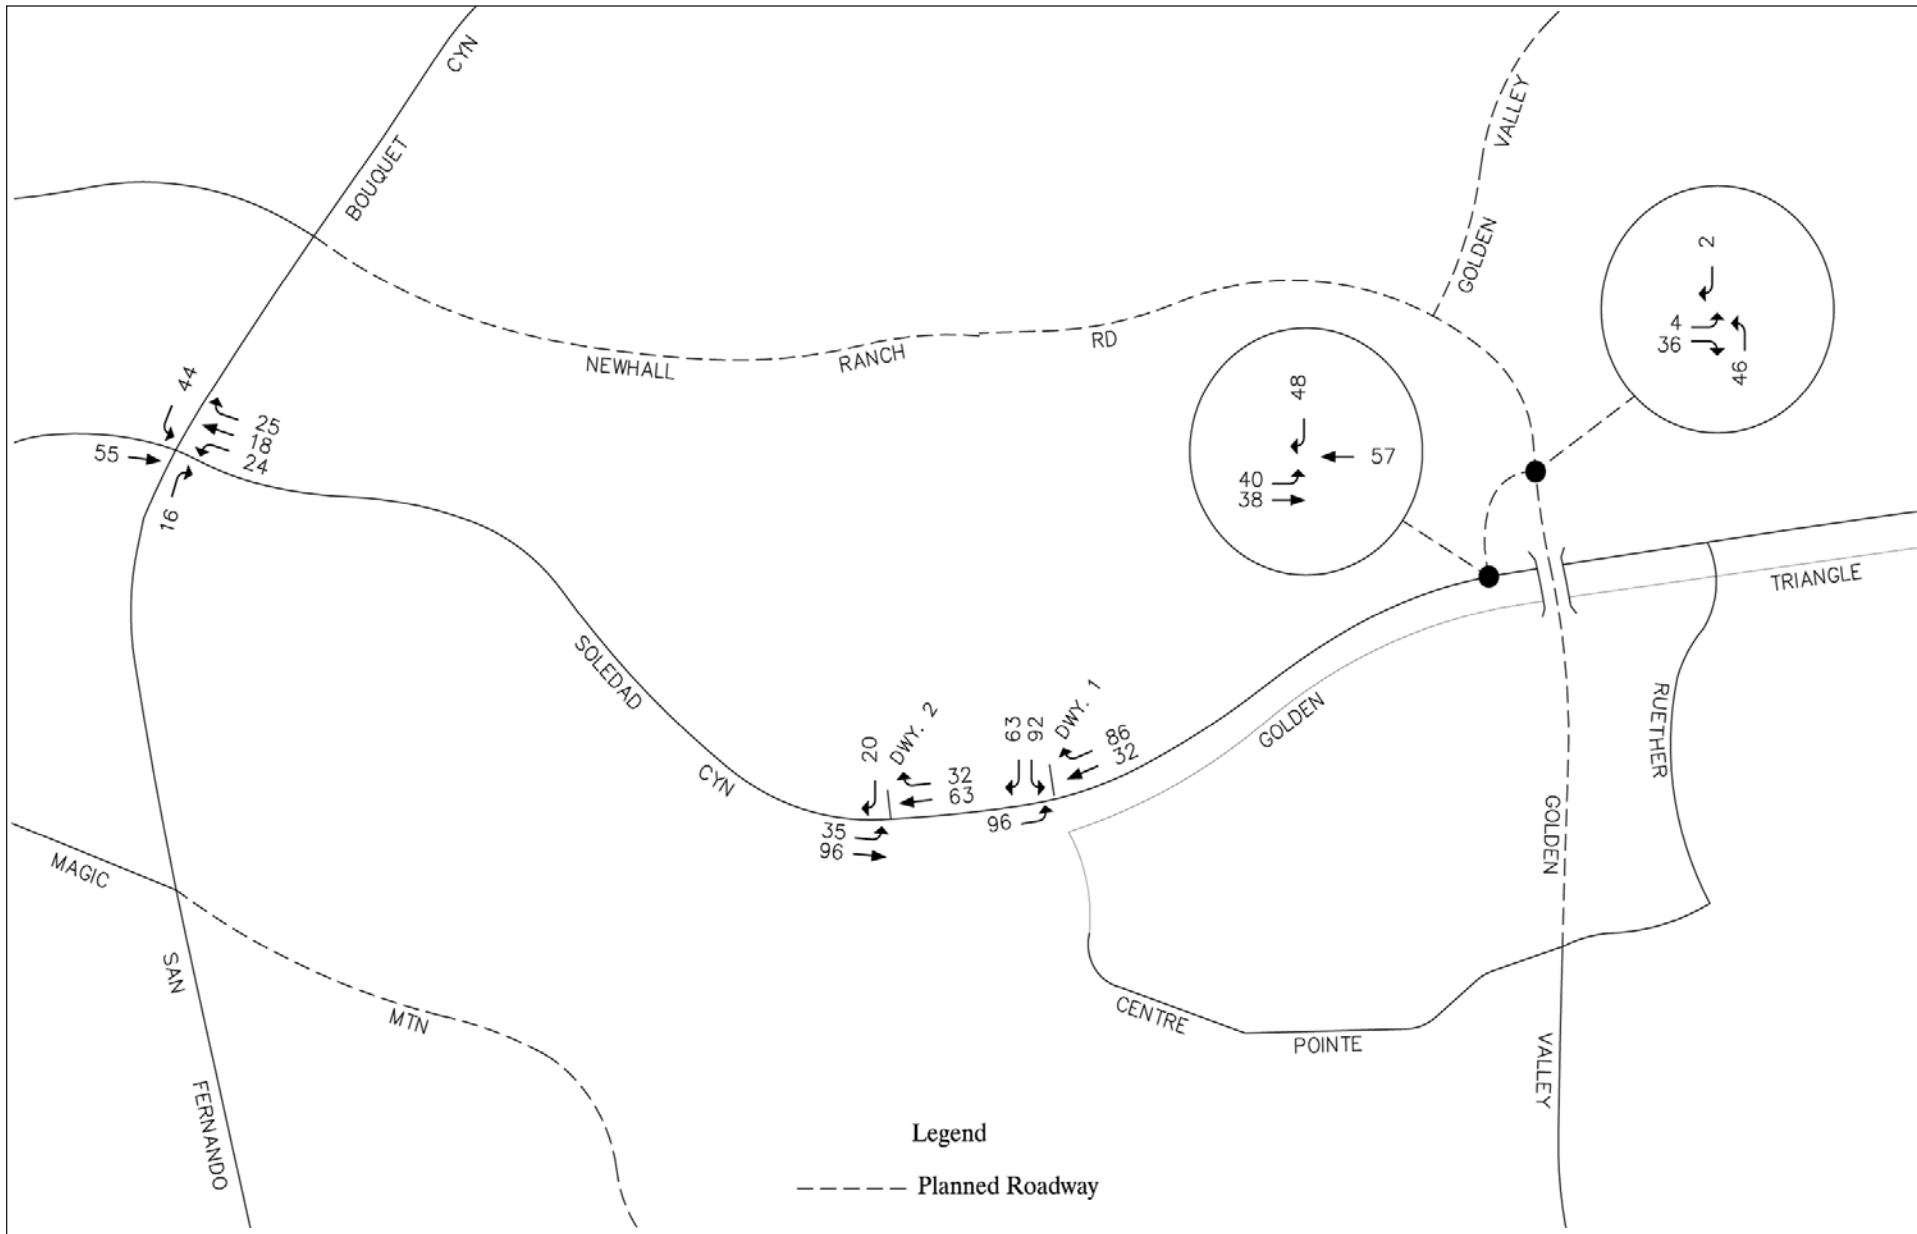 CYN
BOUQUET
VALLEY
GOLDEN
2
4
36
46
NEWHALL
RANCH
RD
48
57
40
38
44
25
18
24
55
16
TRIANGLE
SOLEDAD
CYN
GOLDEN
RUETHER
20
DWY. 2
32
63
35
96
63
92
DWY. 1
86
32
96
MAGIC
MTN
SAN
FERNANDO
GOLDEN
VALLEY
CENTRE
POINTE
Legend
Planned Roadway